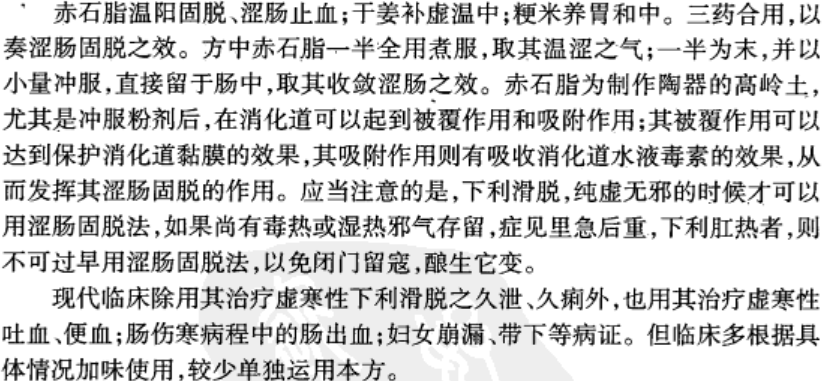 赤石脂温阳固脱、涩肠止血;干姜补虚温中;粳米养胃和中。三药合用,以
奏涩肠固脱之效。方中赤石脂一半全用煮服,取其温涩之气;一半为末,并以
小量冲服,直接留于肠中,取其收敛涩肠之效。赤石脂为制作陶器的高岭土,
尤其是冲服粉剂后,在消化道可以起到被覆作用和吸附作用;其被覆作用可以
达到保护消化道黏膜的效果,其吸附作用则有吸收消化道水液毒素的效果,从
而发挥其涩肠固脱的作用。应当注意的是,下利滑脱,纯虚无邪的时候才可以
用涩肠固脱法,如果尚有毒热或湿热邪气存留,症见里急后重,下利肛热者,则
不可过早用涩肠固脱法,以免闭门留寇,酿生它变。
现代临床除用其治疗虚寒性下利滑脱之久泄、久痢外,也用其治疗虚寒性
吐血、便血;肠伤寒病程中的肠出血;妇女崩漏、带下等病证。但临床多根据具
体情况加味使用,较少单独运用本方。